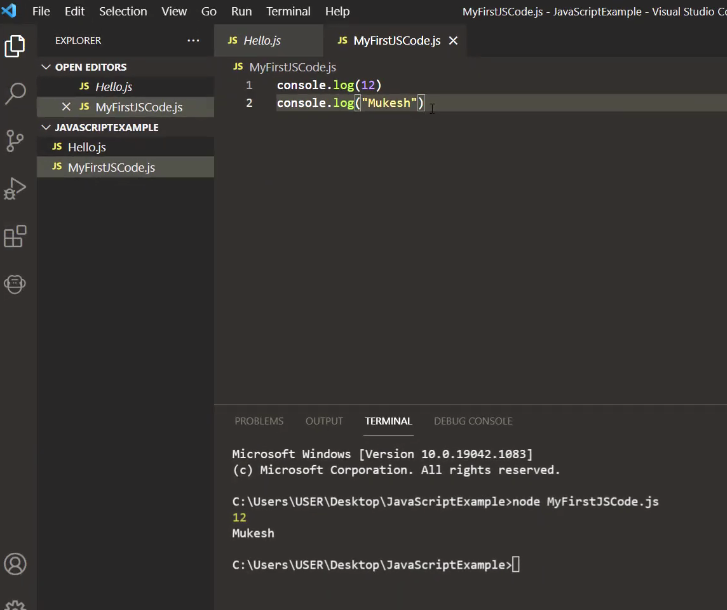 File Edit Selection View Go Run Terminal Help MyFirstJSCode.js - JavaScriptExample - Visual Studio Co
EXPLORER ...
OPEN EDITORS
JS Hello.js
JS MyFirstJSCode.js
JAVASCRIPTEXAMPLE
JS Hello.js
JS MyFirstJSCode.js
JS Hello.js JS MyFirstJSCode.js
JS MyFirstJSCode.js
1 console.log(12)
2 console.log("Mukesh")
PROBLEMS OUTPUT TERMINAL DEBUG CONSOLE
Microsoft Windows [Version 10.0.19042.1083]
(c) Microsoft Corporation. All rights reserved.
C:\Users\USER\Desktop\JavaScriptExample>node MyFirstJSCode.js
12
Mukesh
C:\Users\USER\Desktop\JavaScriptExample>